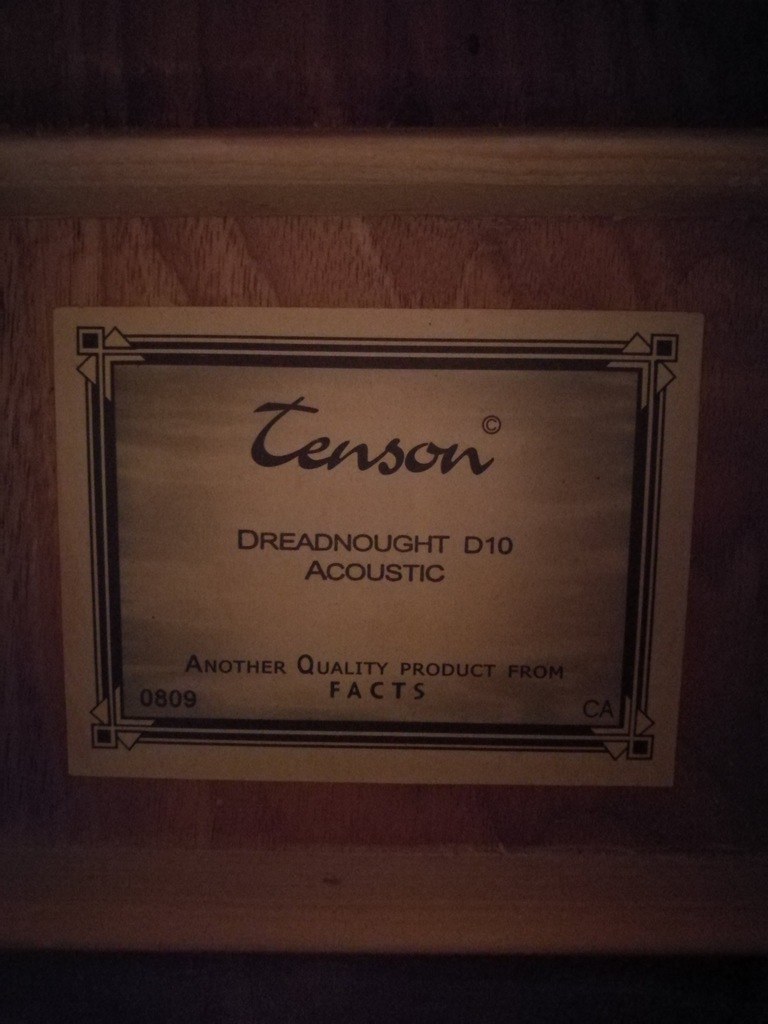 Tenson©
DREADNOUGHT D10
ACOUSTIC
ANOTHER QUALITY PRODUCT FROM
FACTS
0809 CA